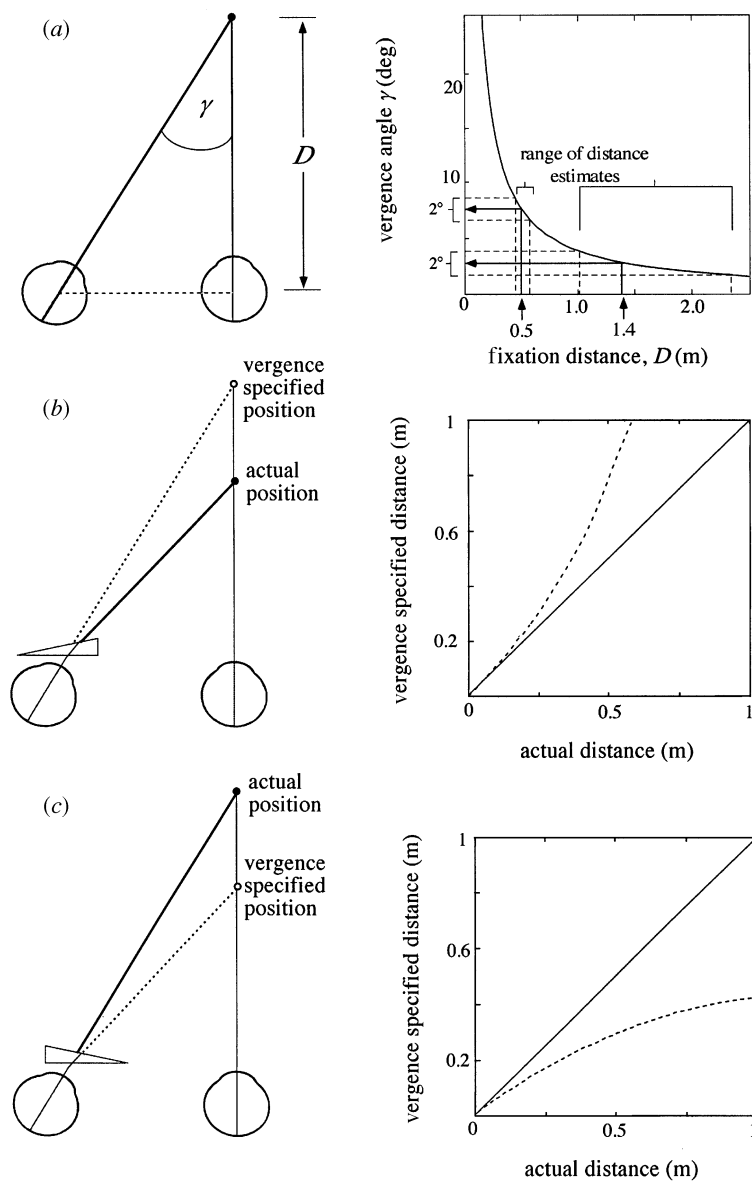 (a)
γ
D
vergence angle γ (deg)
20
10
2°
2°
range of distance
estimates
0
1.0
2.0
0.5
1.4
fixation distance, D (m)
(b)
vergence
specified
position
actual
position
vergence specified distance (m)
1
0.6
0.2
0
0.5
1
actual distance (m)
(c)
actual
position
vergence
specified
position
vergence specified distance (m)
1
0.6
0.2
0
0.5
1
actual distance (m)